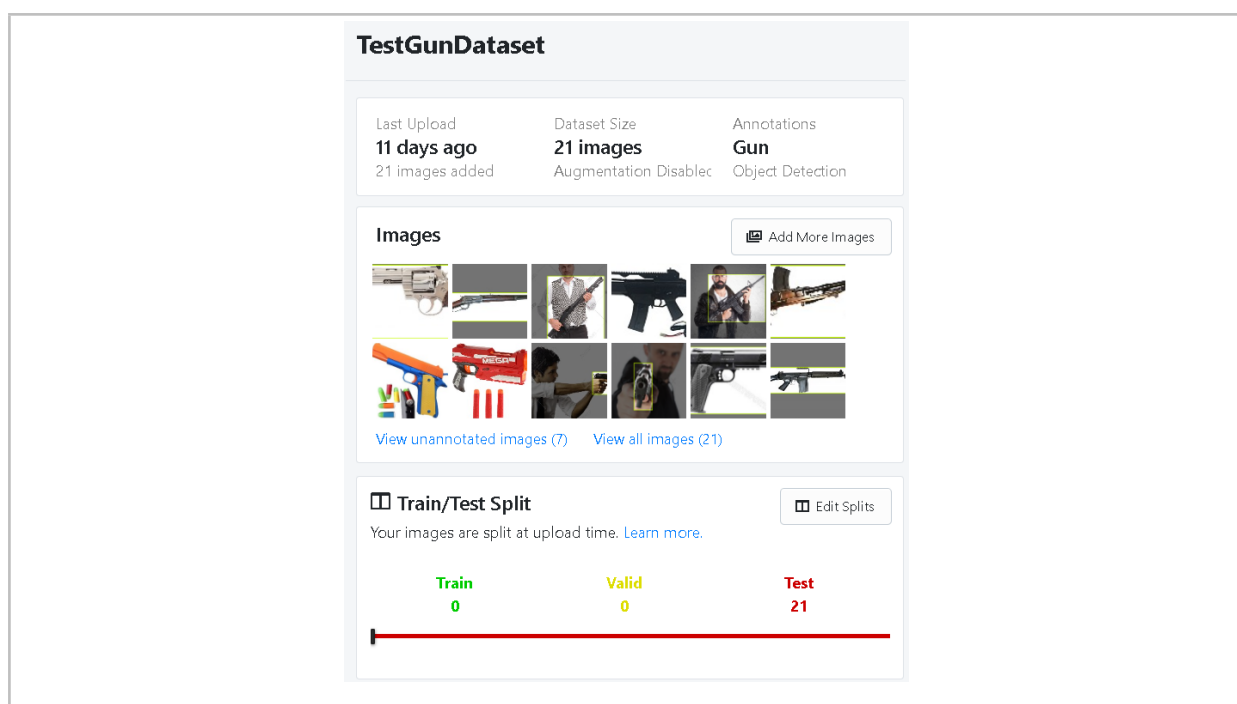 TestGunDataset
Last Upload Dataset Size Annotations
11 days ago 21 images Gun
21 images added Augmentation Disablec Object Detection
Images Add More Images
MEGA
View unannotated images (7) View all images (21)
Train/Test Split Edit Splits
Your images are split at upload time. Learn more.
Train Valid Test
0 0 21